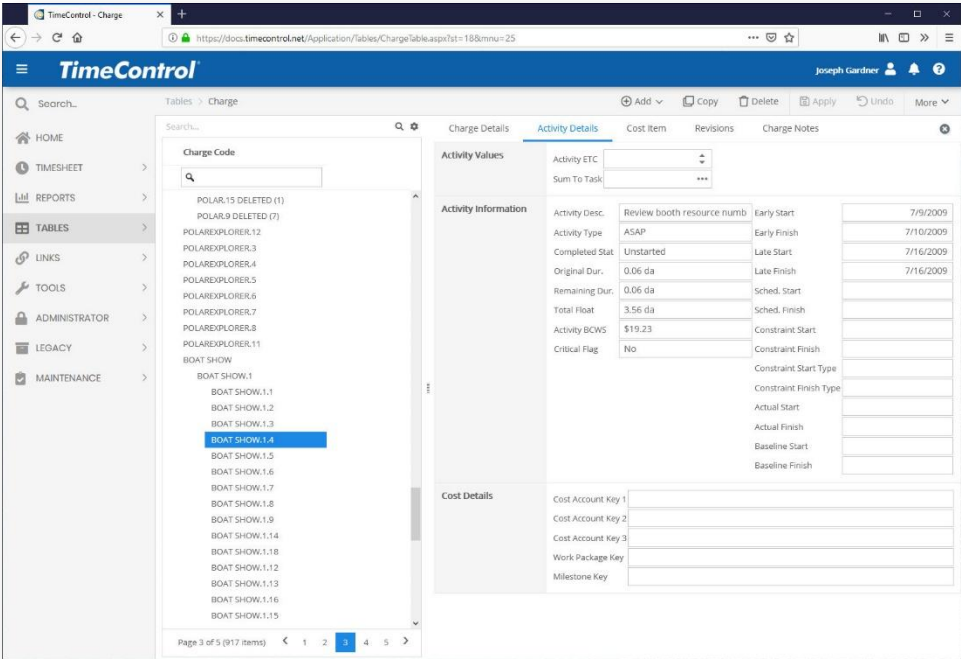 TimeControl - Charge
https://docs.timecontrol.net/Application/Tables/ChargeTable.aspx?st=18&mnu=25
TimeControl
Joseph Gardner
Search...
HOME
TIMESHEET
REPORTS
TABLES
LINKS
TOOLS
ADMINISTRATOR
LEGACY
MAINTENANCE
Tables > Charge
Add
Copy
Delete
Apply
Undo
More
Search...
Charge Code
POLAR.15 DELETED (1)
POLAR.9 DELETED (7)
POLAREXPLORER.12
POLAREXPLORER.3
POLAREXPLORER.4
POLAREXPLORER.5
POLAREXPLORER.6
POLAREXPLORER.7
POLAREXPLORER.8
POLAREXPLORER.11
BOAT SHOW
BOAT SHOW.1
BOAT SHOW.1.1
BOAT SHOW.1.2
BOAT SHOW.1.3
BOAT SHOW.1.4
BOAT SHOW.1.5
BOAT SHOW.1.6
BOAT SHOW.1.7
BOAT SHOW.1.8
BOAT SHOW.1.9
BOAT SHOW.1.14
BOAT SHOW.1.18
BOAT SHOW.1.12
BOAT SHOW.1.13
BOAT SHOW.1.16
BOAT SHOW.1.15
Page 3 of 5 (917 items) < 1 2 3 4 5 >
Charge Details Activity Details Cost Item Revisions Charge Notes
Activity Values
Activity ETC
Sum To Task
Activity Information
Activity Desc. Review booth resource numb
Activity Type ASAP
Completed Stat Unstarted
Original Dur. 0.06 da
Remaining Dur. 0.06 da
Total Float 3.56 da
Activity BCWS $19.23
Critical Flag No
Early Start 7/9/2009
Early Finish 7/10/2009
Late Start 7/16/2009
Late Finish 7/16/2009
Sched. Start
Sched. Finish
Constraint Start
Constraint Finish
Constraint Start Type
Constraint Finish Type
Actual Start
Actual Finish
Baseline Start
Baseline Finish
Cost Details
Cost Account Key 1
Cost Account Key 2
Cost Account Key 3
Work Package Key
Milestone Key